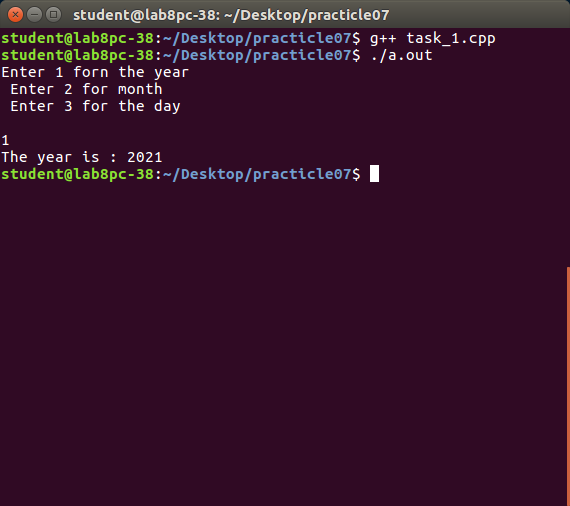 student@lab8pc-38: ~/Desktop/practicle07
student@lab8pc-38:~/Desktop/practicle07$ g++ task_1.cpp
student@lab8pc-38:~/Desktop/practicle07$ ./a.out
Enter 1 forn the year
 Enter 2 for month
 Enter 3 for the day
1
The year is : 2021
student@lab8pc-38:~/Desktop/practicle07$